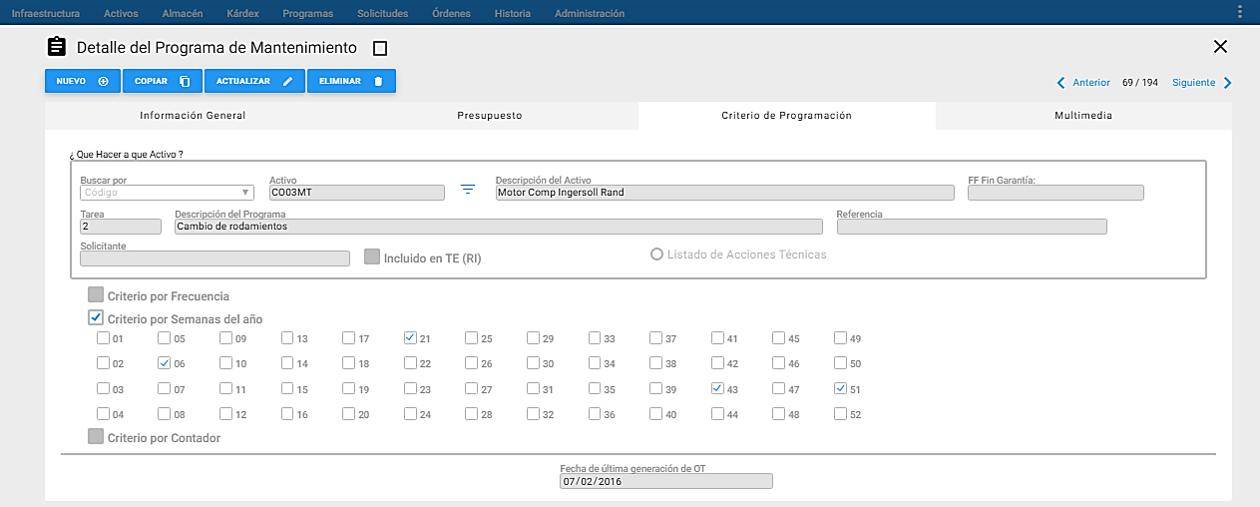 Infraestructura Activos Almacén Kárdex Programas Solicitudes Órdenes Historia Administración
Detalle del Programa de Mantenimiento
NUEVO COPIAR ACTUALIZAR ELIMINAR Anterior 69 / 194 Siguiente
Información General Presupuesto Criterio de Programación Multimedia
¿ Que Hacer a que Activo ?
Buscar por Activo Descripción del Activo FF Fin Garantía:
Código CO03MT Motor Comp Ingersoll Rand
Tarea Descripción del Programa Referencia
2 Cambio de rodamientos
Solicitante
Incluido en TE (RI) Listado de Acciones Técnicas
Criterio por Frecuencia
Criterio por Semanas del año
01 05 09 13 17 21 25 29 33 37 41 45 49
02 06 10 14 18 22 26 30 34 38 42 46 50
03 07 11 15 19 23 27 31 35 39 43 47 51
04 08 12 16 20 24 28 32 36 40 44 48 52
Criterio por Contador
Fecha de última generación de OT
07/02/2016